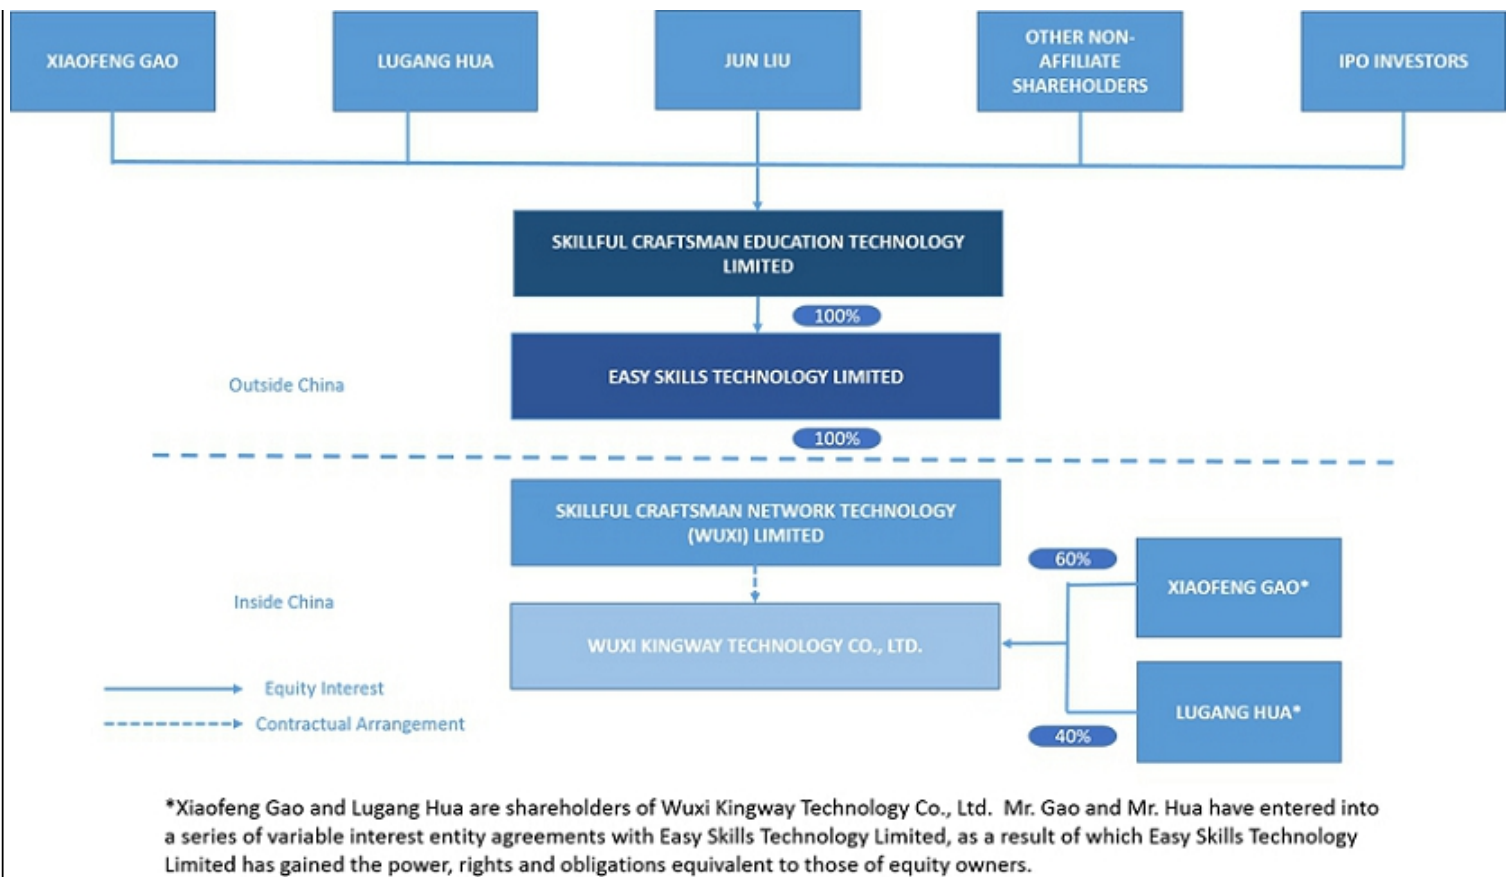 XIAOFENG GAO
LUGANG HUA
JUN LIU
OTHER NON-
AFFILIATE
SHAREHOLDERS
IPO INVESTORS
SKILLFUL CRAFTSMAN EDUCATION TECHNOLOGY
LIMITED
100%
EASY SKILLS TECHNOLOGY LIMITED
Outside China
100%
SKILLFUL CRAFTSMAN NETWORK TECHNOLOGY
(WUXI) LIMITED
60%
XIAOFENG GAO*
Inside China
WUXI KINGWAY TECHNOLOGY CO., LTD.
Equity Interest
LUGANG HUA*
Contractual Arrangement
40%
*Xiaofeng Gao and Lugang Hua are shareholders of Wuxi Kingway Technology Co., Ltd.  Mr. Gao and Mr. Hua have entered into
a series of variable interest entity agreements with Easy Skills Technology Limited, as a result of which Easy Skills Technology
Limited has gained the power, rights and obligations equivalent to those of equity owners.